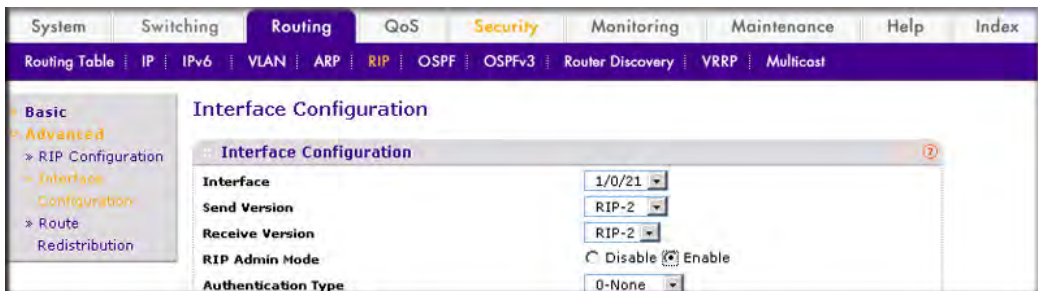 System Switching Routing QoS Security Monitoring Maintenance Help Index
Routing Table IP IPv6 VLAN ARP RIP OSPF OSPFv3 Router Discovery VRRP Multicast
Basic
Advanced
» RIP Configuration
» Interface
Configuration
» Route
Redistribution
Interface Configuration
Interface Configuration ?
Interface 1/0/21
Send Version RIP-2
Receive Version RIP-2
RIP Admin Mode Disable Enable
Authentication Type 0-None